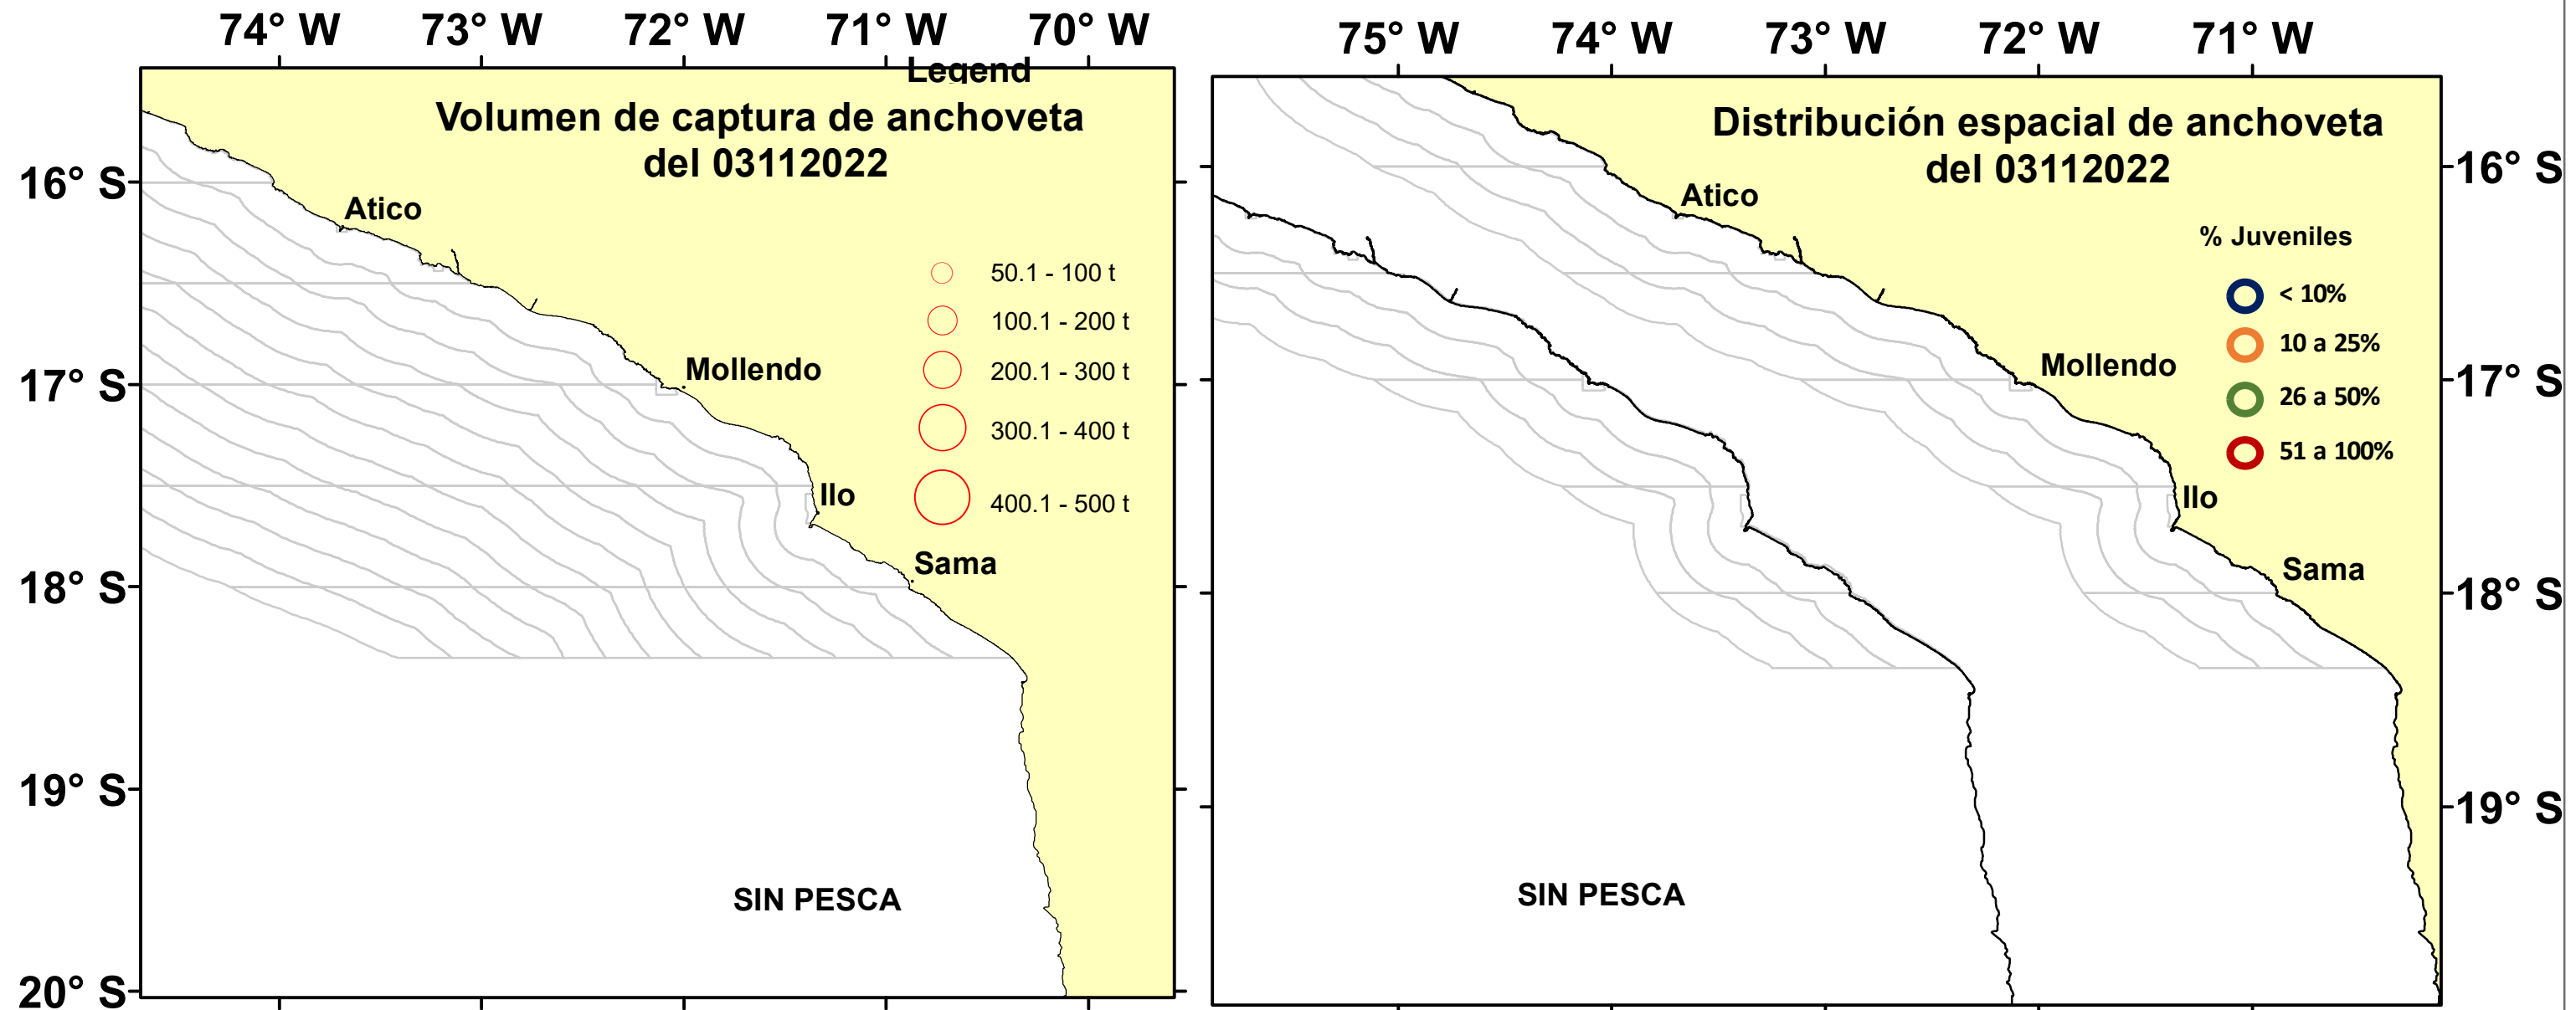 74° W 73° W 72° W 71° W 70° W
Legend
Volumen de captura de anchoveta
del 03112022
16° S
Atico
50.1 - 100 t
100.1 - 200 t
Mollendo
200.1 - 300 t
17° S
300.1 - 400 t
Ilo
400.1 - 500 t
Sama
18° S
19° S
SIN PESCA
20° S
75° W 74° W 73° W 72° W 71° W
Distribución espacial de anchoveta
del 03112022
16° S
Atico
% Juveniles
< 10%
10 a 25%
Mollendo
17° S
26 a 50%
51 a 100%
Ilo
Sama
18° S
19° S
SIN PESCA